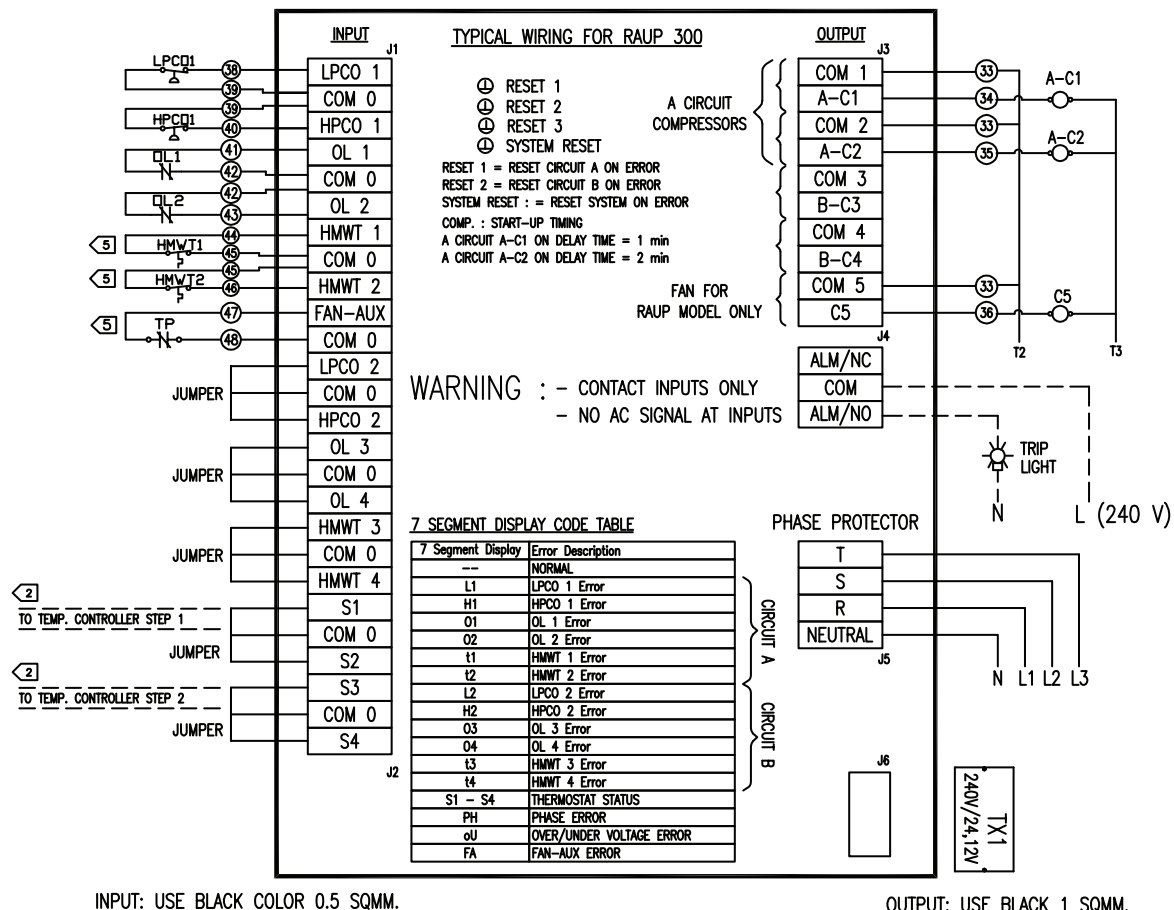 INPUT
TYPICAL WIRING FOR RAUP 300
OUTPUT
J1
J3
LPCO1
38
39
39
HPCO1
40
41
OL1
42
42
OL2
43
44
5
HMWT1
45
45
5
HMWT2
46
47
5
TP
48
LPCO 1
COM 0
HPCO 1
OL 1
COM 0
OL 2
HMWT 1
COM 0
HMWT 2
FAN-AUX
COM 0
LPCO 2
COM 0
HPCO 2
OL 3
COM 0
OL 4
HMWT 3
COM 0
HMWT 4
S1
COM 0
S2
S3
COM 0
S4
J2
JUMPER
JUMPER
JUMPER
2
TO TEMP. CONTROLLER STEP 1
JUMPER
2
TO TEMP. CONTROLLER STEP 2
JUMPER
RESET 1
RESET 2
RESET 3
SYSTEM RESET
RESET 1 = RESET CIRCUIT A ON ERROR
RESET 2 = RESET CIRCUIT B ON ERROR
SYSTEM RESET : = RESET SYSTEM ON ERROR
COMP. : START-UP TIMING
A CIRCUIT A-C1 ON DELAY TIME = 1 min
A CIRCUIT A-C2 ON DELAY TIME = 2 min
A CIRCUIT
COMPRESSORS
FAN FOR
RAUP MODEL ONLY
COM 1
A-C1
COM 2
A-C2
COM 3
B-C3
COM 4
B-C4
COM 5
C5
J4
33
34
A-C1
33
35
A-C2
33
36
C5
T2
T3
WARNING : - CONTACT INPUTS ONLY
- NO AC SIGNAL AT INPUTS
ALM/NC
COM
ALM/NO
TRIP
LIGHT
N
L (240 V)
7 SEGMENT DISPLAY CODE TABLE
7 Segment Display Error Description
-- NORMAL
L1 LPCO 1 Error
H1 HPCO 1 Error
O1 OL 1 Error
O2 OL 2 Error
t1 HMWT 1 Error
t2 HMWT 2 Error
L2 LPCO 2 Error
H2 HPCO 2 Error
O3 OL 3 Error
O4 OL 4 Error
t3 HMWT 3 Error
t4 HMWT 4 Error
S1 - S4 THERMOSTAT STATUS
PH PHASE ERROR
oU OVER/UNDER VOLTAGE ERROR
FA FAN-AUX ERROR
CIRCUIT A
CIRCUIT B
PHASE PROTECTOR
T
S
R
NEUTRAL
J5
N L1 L2 L3
J6
TX1
240V/24,12V
INPUT: USE BLACK COLOR 0.5 SQMM.
OUTPUT: USE BLACK 1 SQMM.